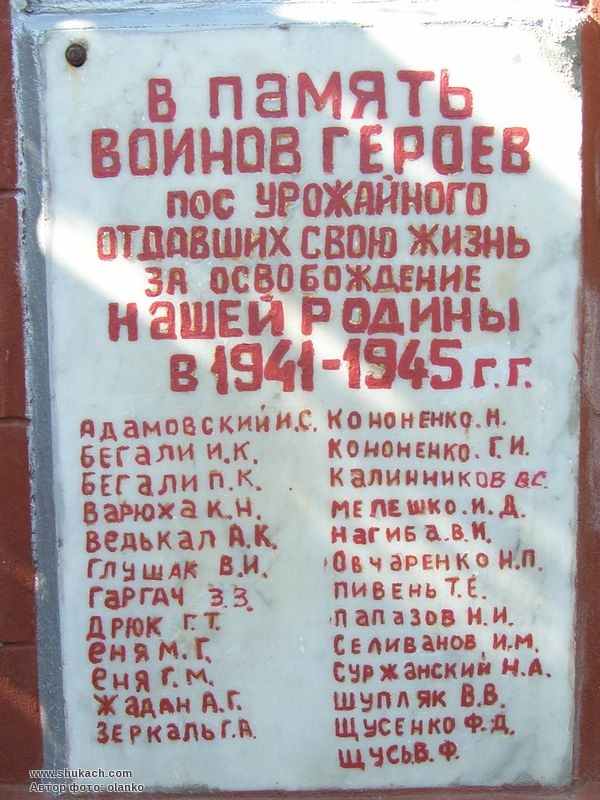 В ПАМЯТЬ
ВОИНОВ ГЕРОЕВ
ПОС УРОЖАЙНОГО
ОТДАВШИХ СВОЮ ЖИЗНЬ
ЗА ОСВОБОЖДЕНИЕ
НАШЕЙ РОДИНЫ
В 1941-1945 Г.Г.
АДАМОВСКИЙ И.С.
БЕГАЛИ И.К.
БЕГАЛИ П.К.
ВАРЮХА К.Н.
ВЕДЬКАЛ А.К.
ГЛУШАК В.И.
ГАРГАЧ З.З.
ДРЮК Г.Т.
ЕНЯ М.Г.
ЕНЯ Г.М.
ЖАДАН А.Г.
ЗЕРКАЛЬ Г.А.
КОНОНЕНКО.Н.
КОНОНЕНКО.Г.И.
КАЛИННИКОВ В.С.
МЕЛЕШКО.И.Д.
НАГИБА.В.И.
ОВЧАРЕНКО Н.П.
ПИВЕНЬ Т.Е.
ПАПАЗОВ Н.И.
СЕЛИВАНОВ И.М.
СУРЖАНСКИЙ Н.А.
ШУПЛЯК В.В.
ЩУСЕНКО Ф.Д.
ЩУСЬ В.Ф.
www.shukach.com
Автор фото: olanko